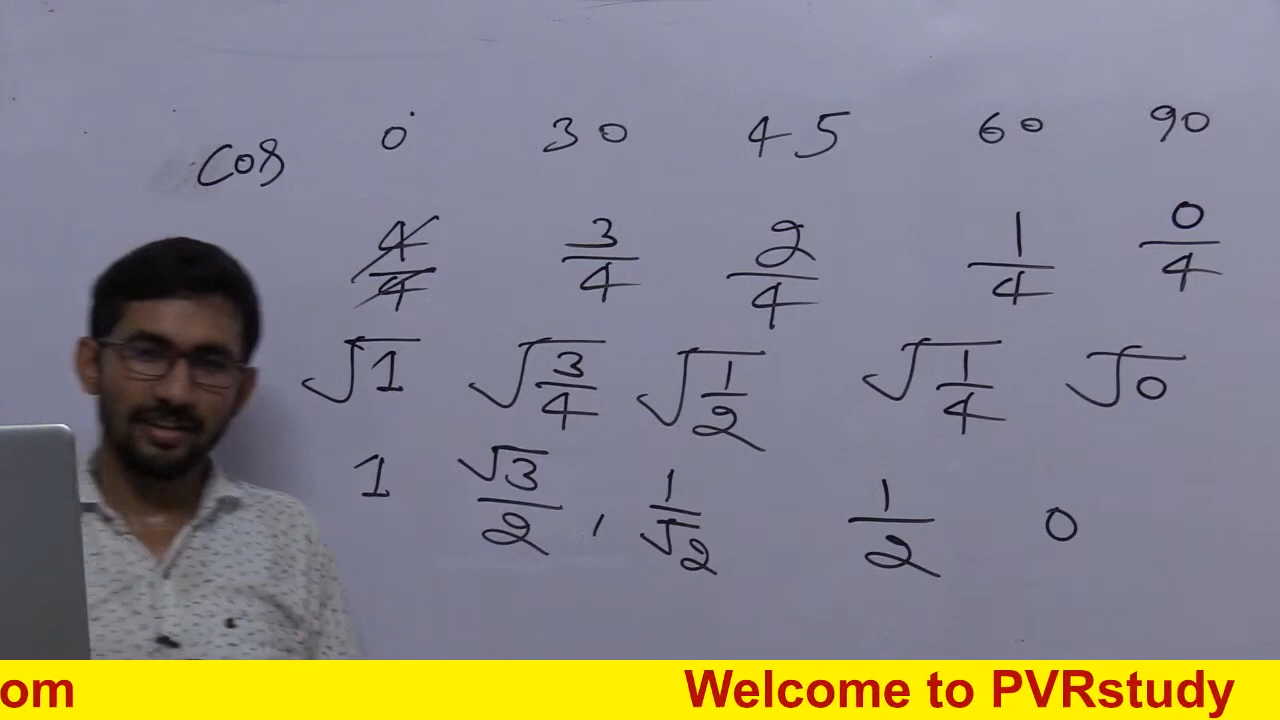 cos 0° 30 45 60 90
4/4 3/4 2/4 1/4 0/4
√1 √3/4 √1/2 √1/4 √0
1 √3/2 , 1/√2 1/2 0
om Welcome to PVRstudy